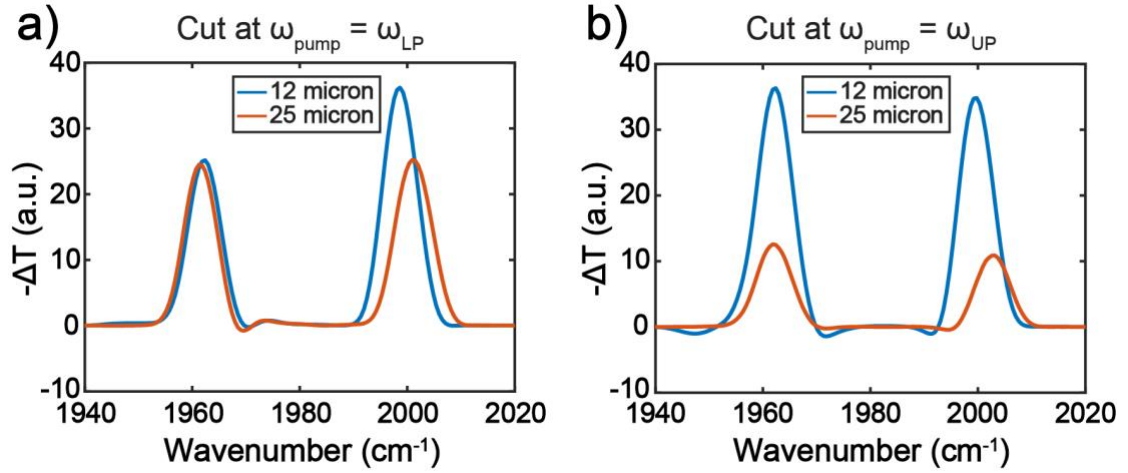 a)
Cut at ω_pump = ω_LP
40
30
20
10
0
-10
-ΔT (a.u.)
12 micron
25 micron
1940 1960 1980 2000 2020
Wavenumber (cm⁻¹)
b)
Cut at ω_pump = ω_UP
40
30
20
10
0
-10
-ΔT (a.u.)
12 micron
25 micron
1940 1960 1980 2000 2020
Wavenumber (cm⁻¹)